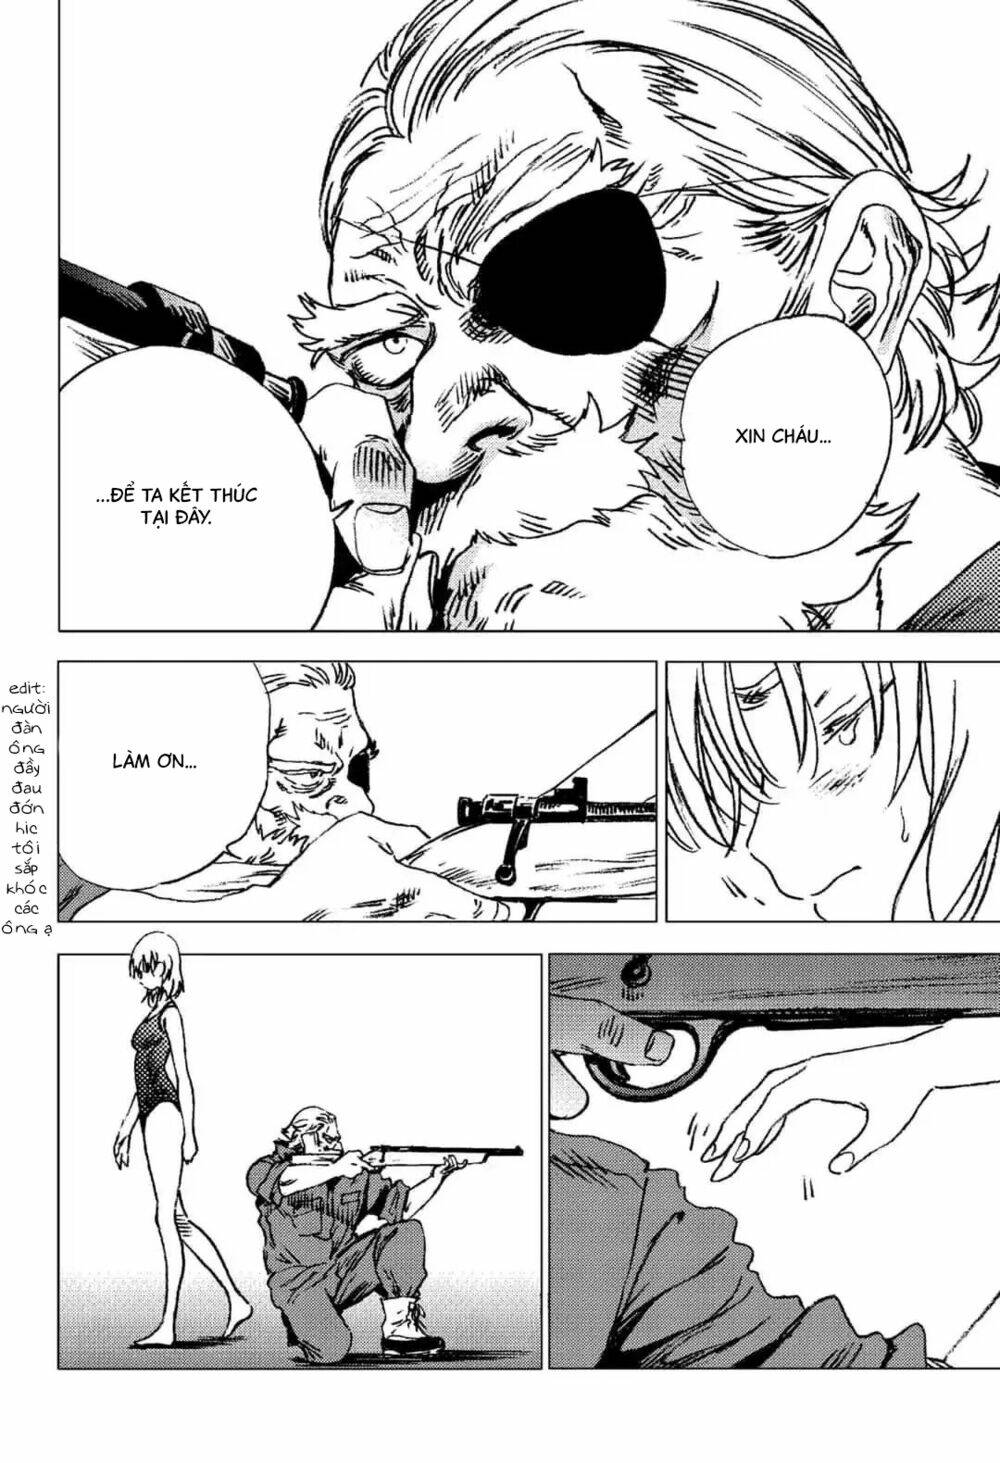 XIN CHÁU...
...ĐỂ TA KẾT THÚC
TẠI ĐÂY.
LÀM ƠN...
edit:
người
đàn
ông
đầy
đau
đớn
hic
tôi
sắp
khóc
các
ông ạ